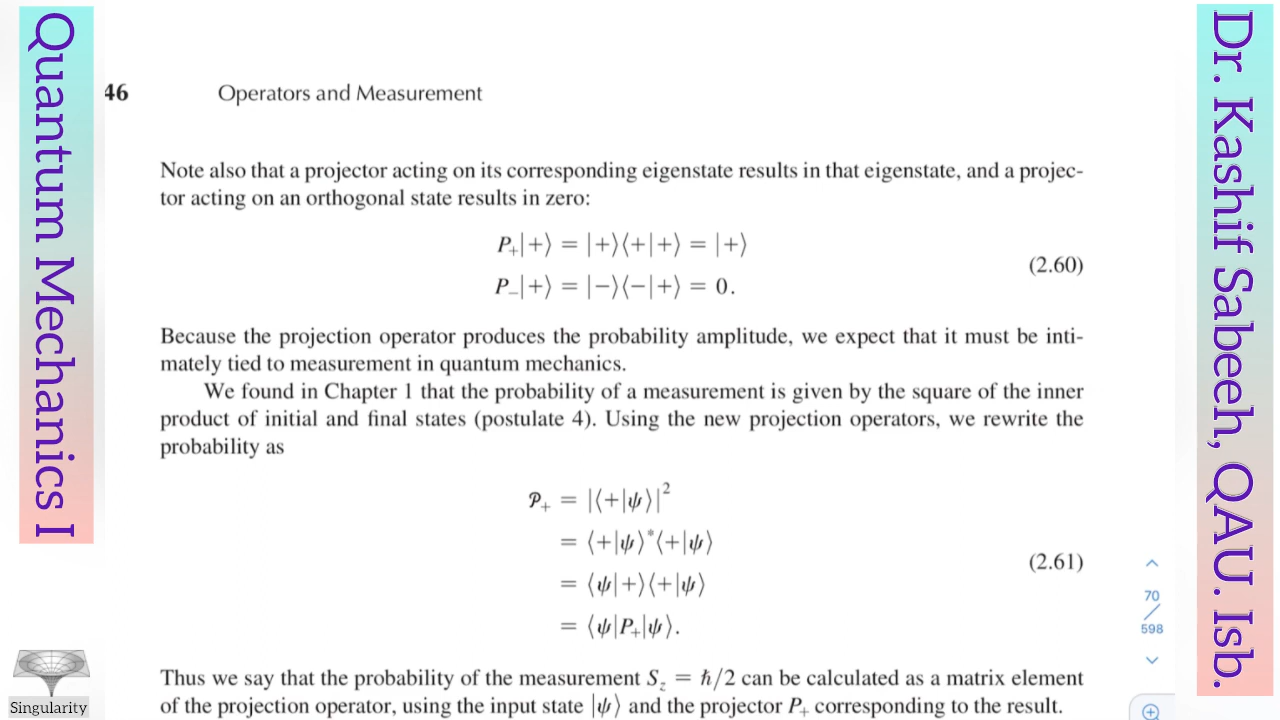 Quantum Mechanics I
46 Operators and Measurement
Note also that a projector acting on its corresponding eigenstate results in that eigenstate, and a projec-
tor acting on an orthogonal state results in zero:
P₊|+⟩ = |+⟩⟨+|+⟩ = |+⟩
P₋|+⟩ = |−⟩⟨−|+⟩ = 0.
(2.60)
Because the projection operator produces the probability amplitude, we expect that it must be inti-
mately tied to measurement in quantum mechanics.
We found in Chapter 1 that the probability of a measurement is given by the square of the inner
product of initial and final states (postulate 4). Using the new projection operators, we rewrite the
probability as
𝒫₊ = |⟨+|ψ⟩|²
= ⟨+|ψ⟩*⟨+|ψ⟩
= ⟨ψ|+⟩⟨+|ψ⟩
= ⟨ψ|P₊|ψ⟩.
(2.61)
Thus we say that the probability of the measurement S_z = ℏ/2 can be calculated as a matrix element
of the projection operator, using the input state |ψ⟩ and the projector P₊ corresponding to the result.
70
598
Singularity
Dr. Kashif Sabeeh, QAU. Isb.